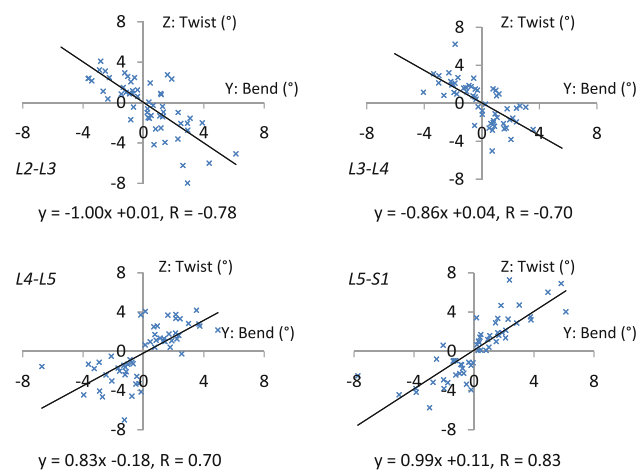 8
Z: Twist (°)
4
Y: Bend (°)
0
-8 -4 0 4 8
-4
L2-L3
-8
y = -1.00x +0.01, R = -0.78
8
Z: Twist (°)
4
Y: Bend (°)
0
-8 -4 0 4 8
-4
L3-L4
-8
y = -0.86x +0.04, R = -0.70
L4-L5
8
Z: Twist (°)
4
Y: Bend (°)
0
-8 -4 0 4 8
-4
-8
y = 0.83x -0.18, R = 0.70
L5-S1
8
Z: Twist (°)
4
Y: Bend (°)
0
-8 -4 0 4 8
-4
-8
y = 0.99x +0.11, R = 0.83